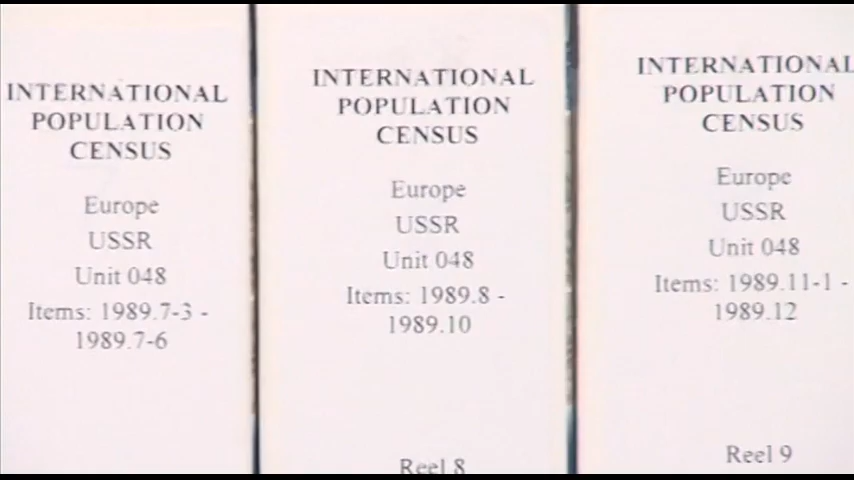 INTERNATIONAL
POPULATION
CENSUS
Europe
USSR
Unit 048
Items: 1989.7-3 -
1989.7-6
INTERNATIONAL
POPULATION
CENSUS
Europe
USSR
Unit 048
Items: 1989.8 -
1989.10
Reel 8
INTERNATIONAL
POPULATION
CENSUS
Europe
USSR
Unit 048
Items: 1989.11-1 -
1989.12
Reel 9